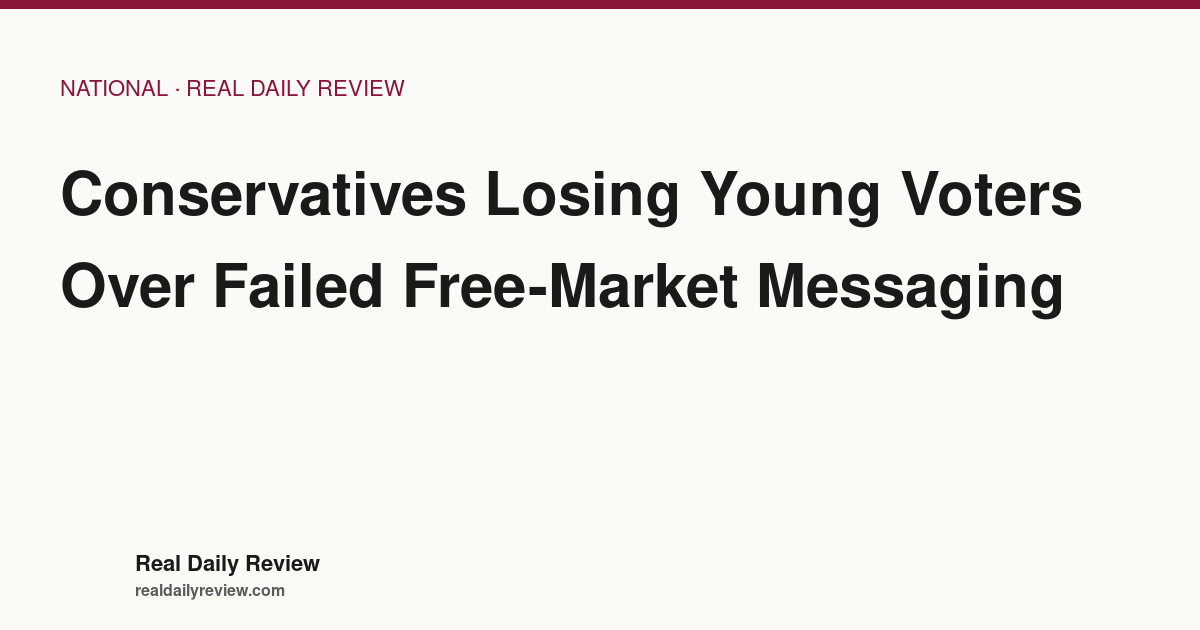 NATIONAL · REAL DAILY REVIEW
Conservatives Losing Young Voters
Over Failed Free-Market Messaging
Real Daily Review
realdailyreview.com